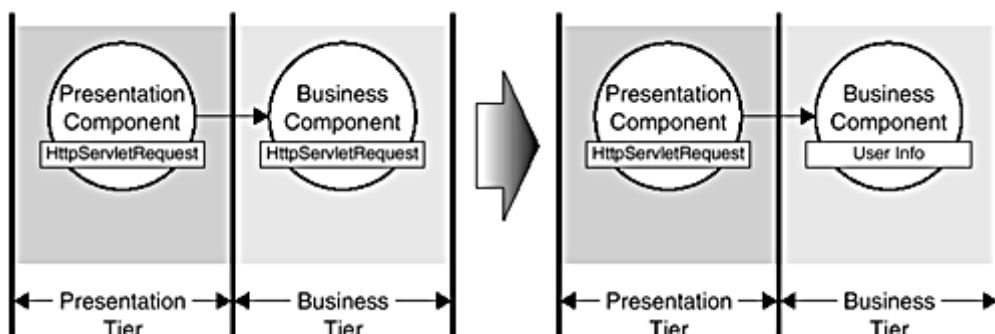 Presentation
Component
HttpServletRequest
Business
Component
HttpServletRequest
Presentation
Component
HttpServletRequest
Business
Component
User Info
Presentation
Tier
Business
Tier
Presentation
Tier
Business
Tier